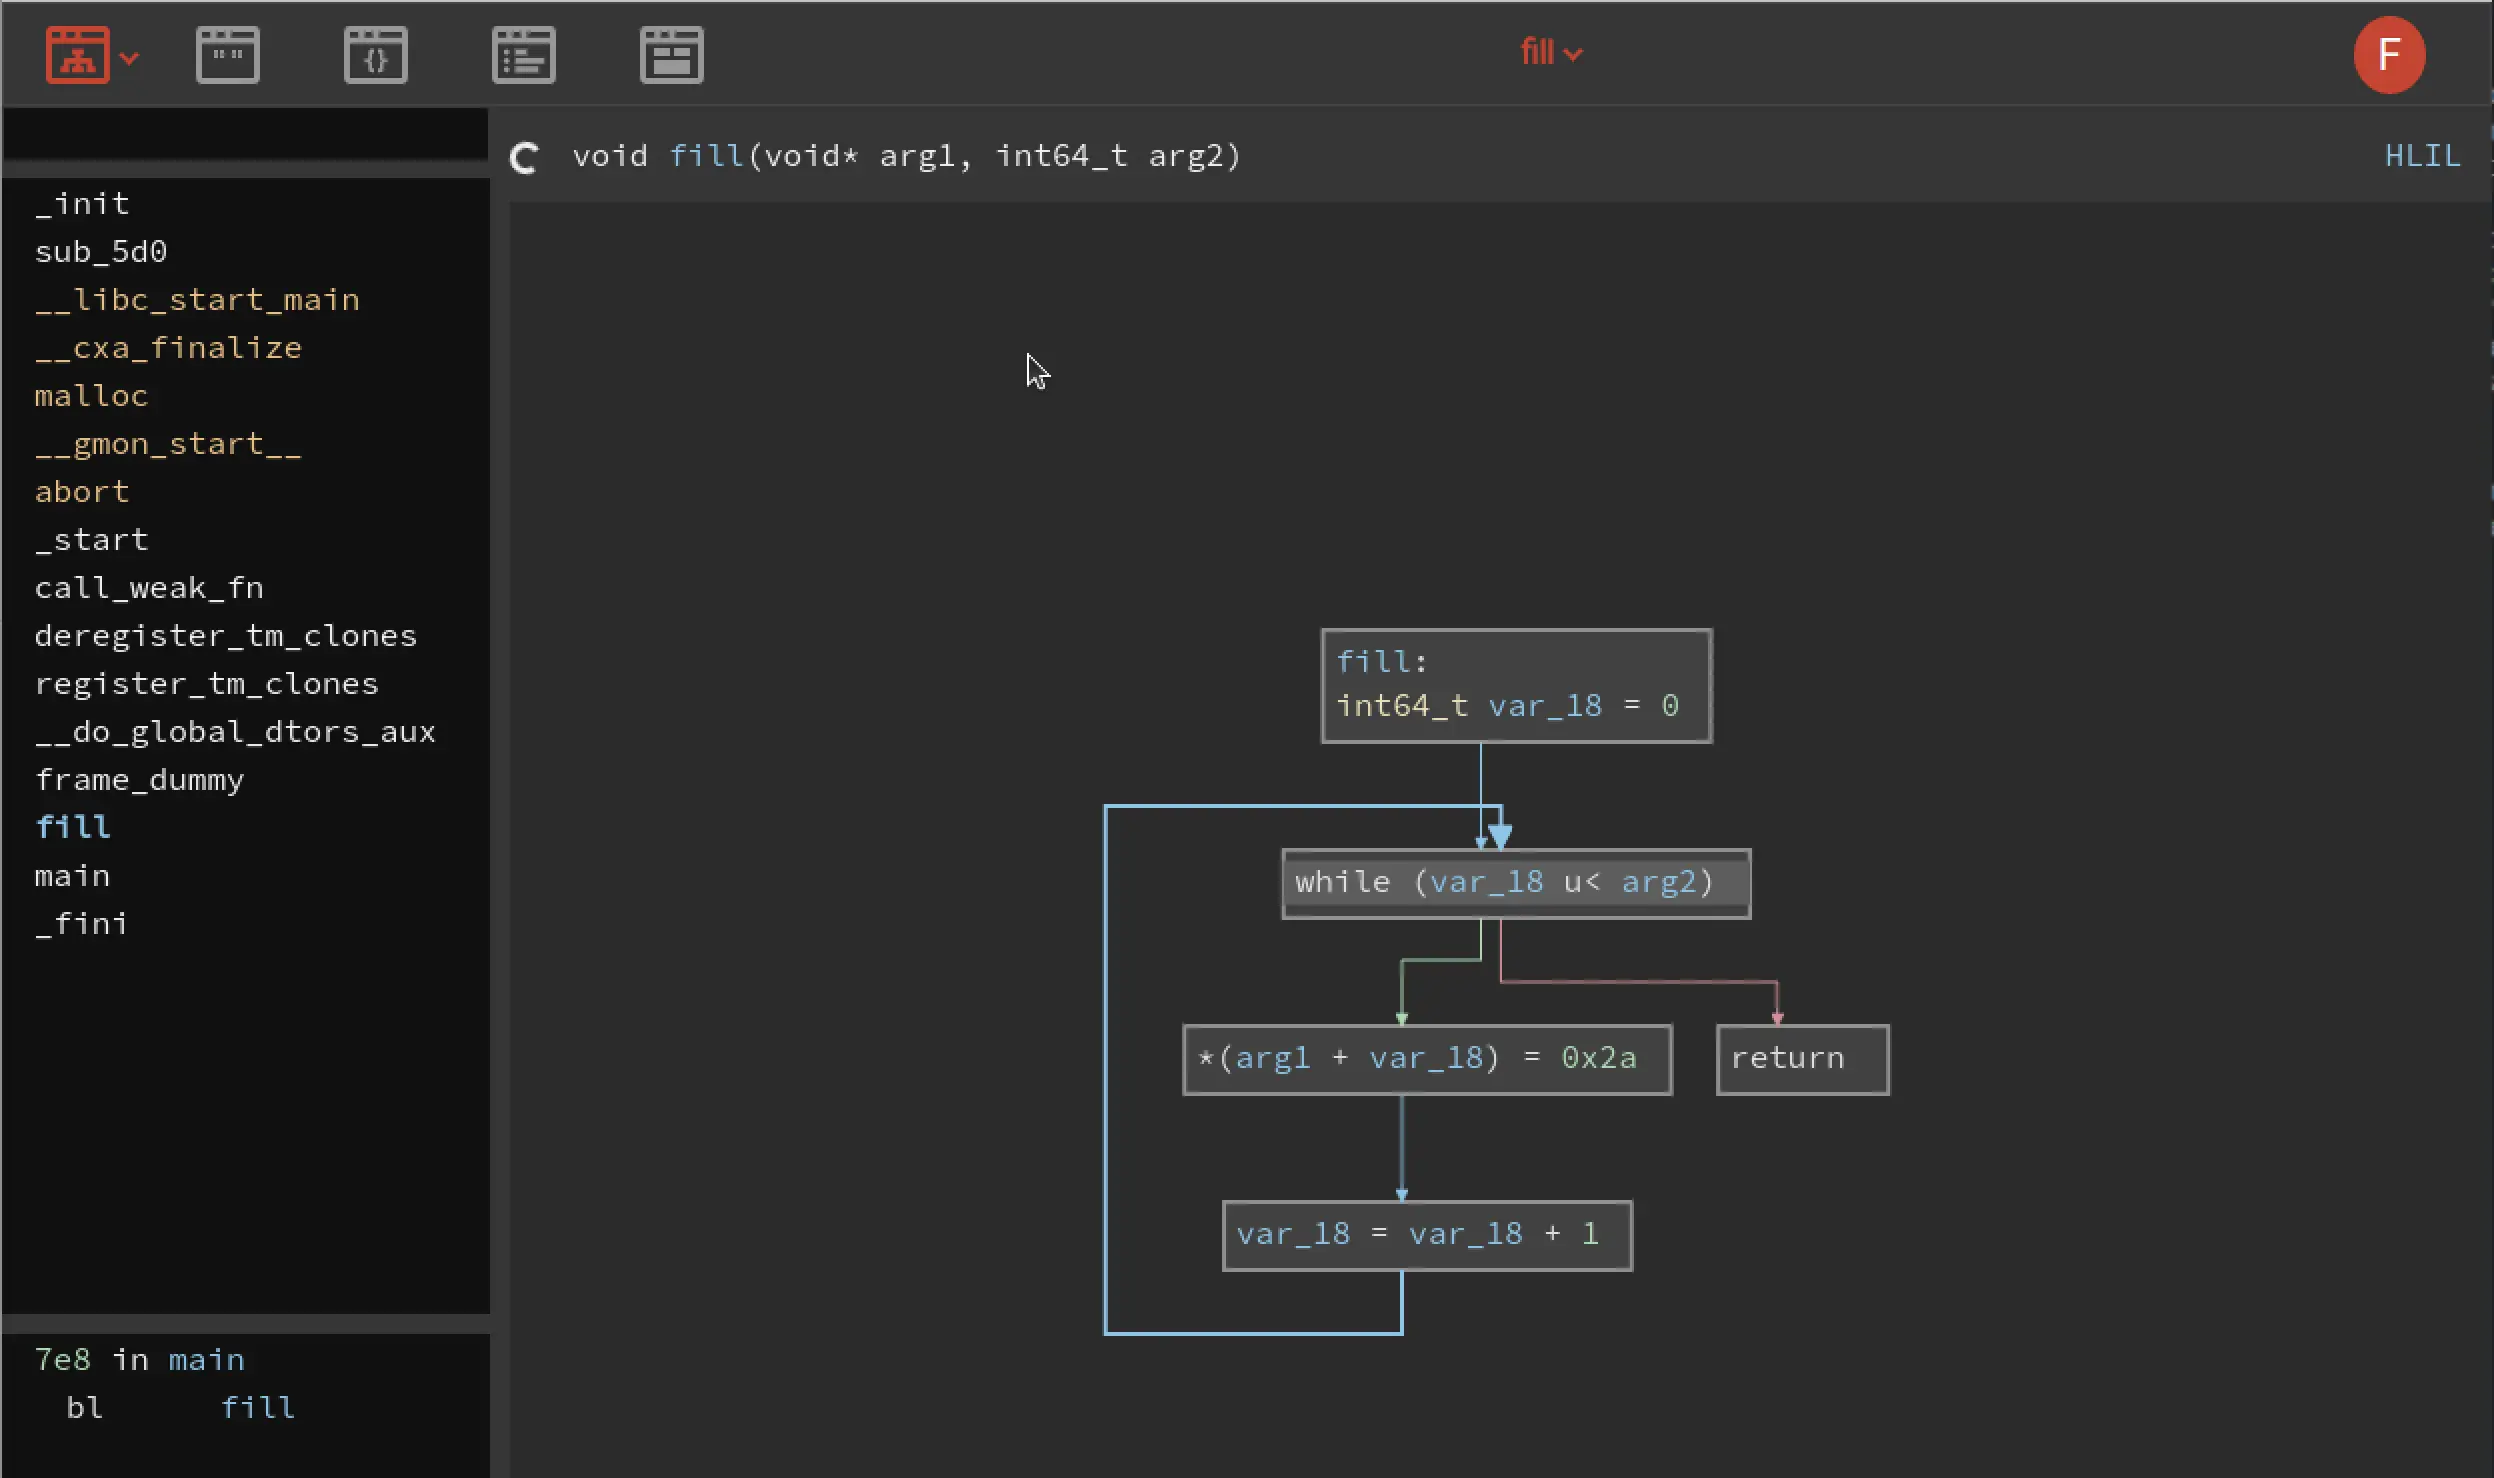 fill
F
void fill(void* arg1, int64_t arg2)
HLIL
_init
sub_5d0
__libc_start_main
__cxa_finalize
malloc
__gmon_start__
abort
_start
call_weak_fn
deregister_tm_clones
register_tm_clones
__do_global_dtors_aux
frame_dummy
fill
main
_fini
7e8 in main
bl fill
fill:
int64_t var_18 = 0
while (var_18 u< arg2)
*(arg1 + var_18) = 0x2a
return
var_18 = var_18 + 1